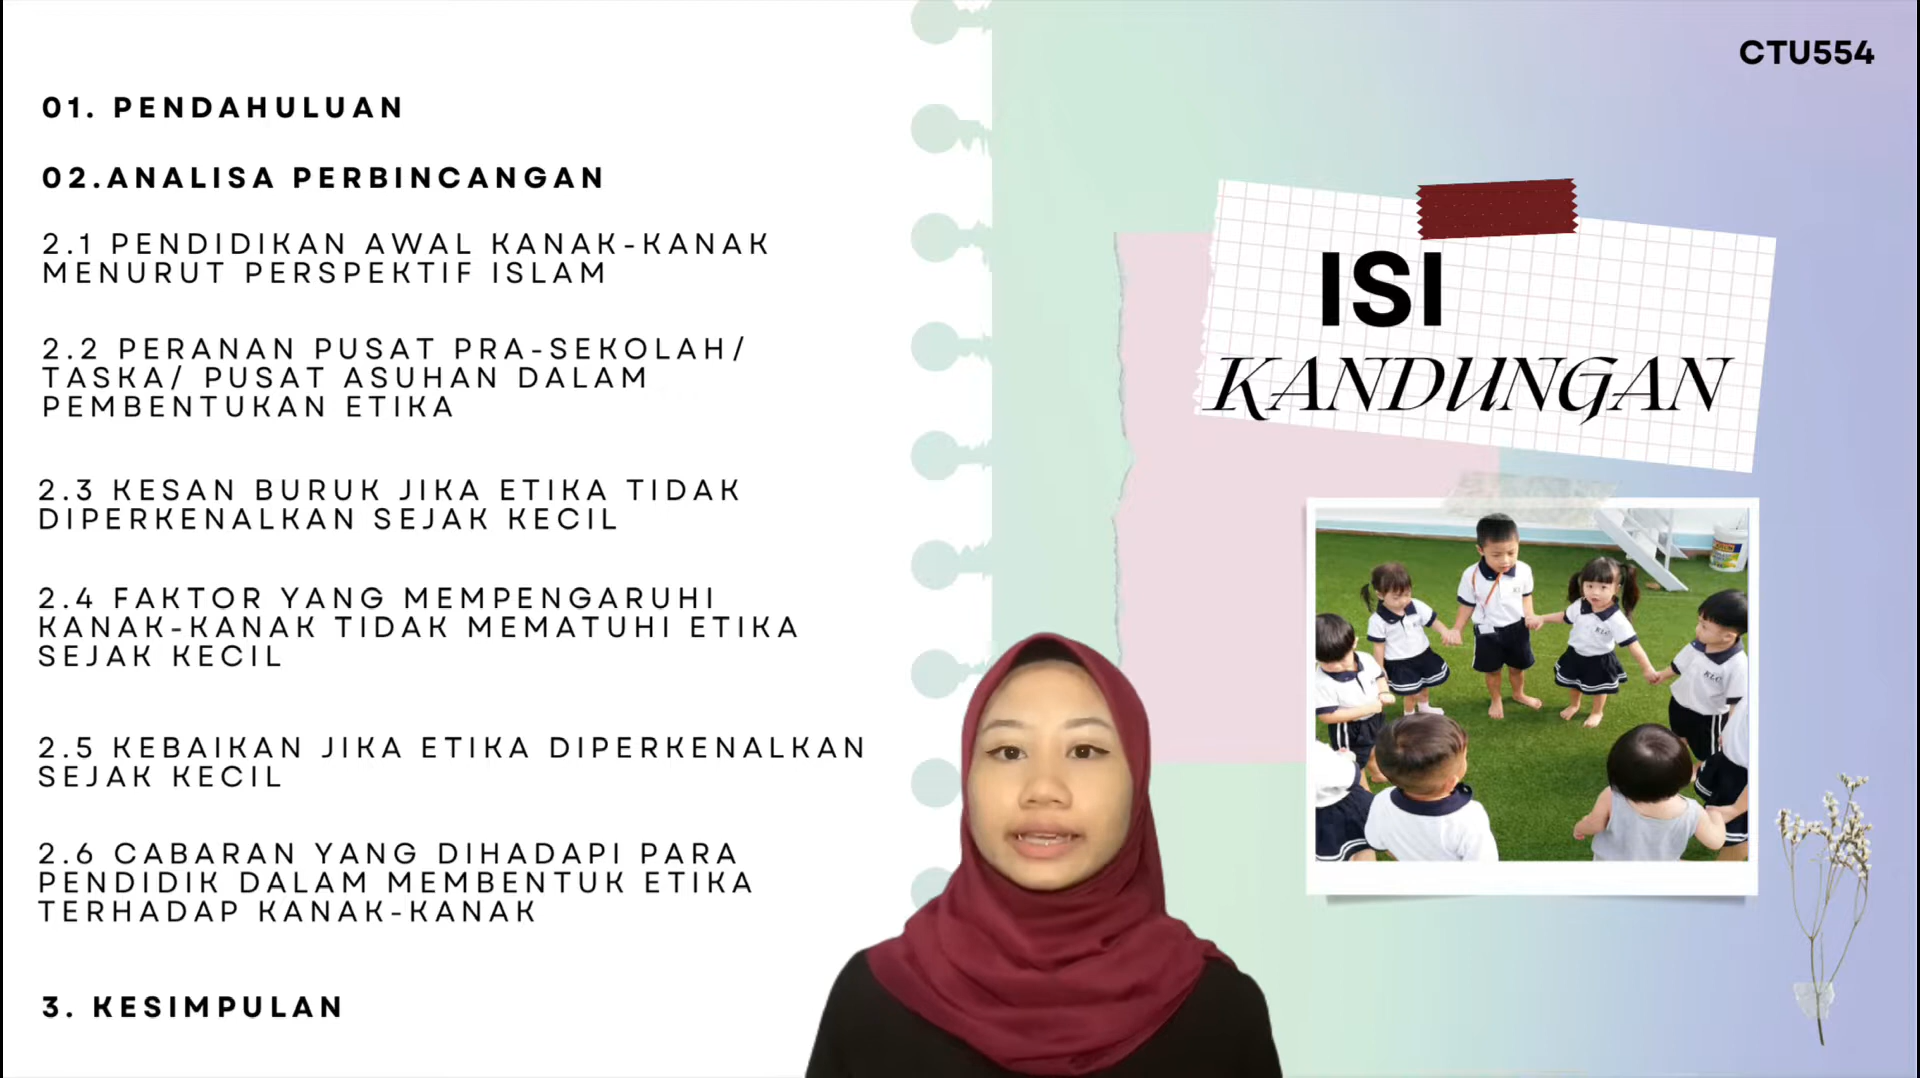 01. PENDAHULUAN
02.ANALISA PERBINCANGAN
2.1 PENDIDIKAN AWAL KANAK-KANAK
MENURUT PERSPEKTIF ISLAM
2.2 PERANAN PUSAT PRA-SEKOLAH/
TASKA/ PUSAT ASUHAN DALAM
PEMBENTUKAN ETIKA
2.3 KESAN BURUK JIKA ETIKA TIDAK
DIPERKENALKAN SEJAK KECIL
2.4 FAKTOR YANG MEMPENGARUHI
KANAK-KANAK TIDAK MEMATUHI ETIKA
SEJAK KECIL
2.5 KEBAIKAN JIKA ETIKA DIPERKENALKAN
SEJAK KECIL
2.6 CABARAN YANG DIHADAPI PARA
PENDIDIK DALAM MEMBENTUK ETIKA
TERHADAP KANAK-KANAK
3. KESIMPULAN
CTU554
ISI
KANDUNGAN